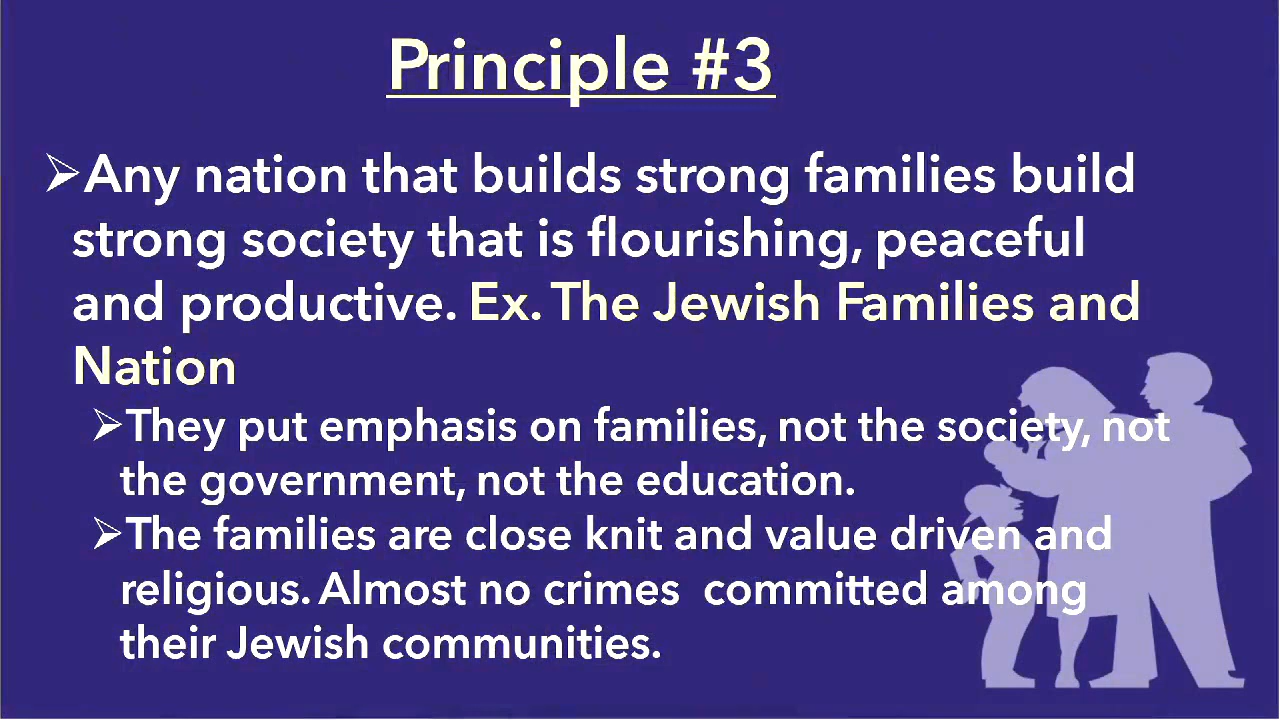 Principle #3
➢Any nation that builds strong families build
strong society that is flourishing, peaceful
and productive. Ex. The Jewish Families and
Nation
➢They put emphasis on families, not the society, not
the government, not the education.
➢The families are close knit and value driven and
religious. Almost no crimes  committed among
their Jewish communities.